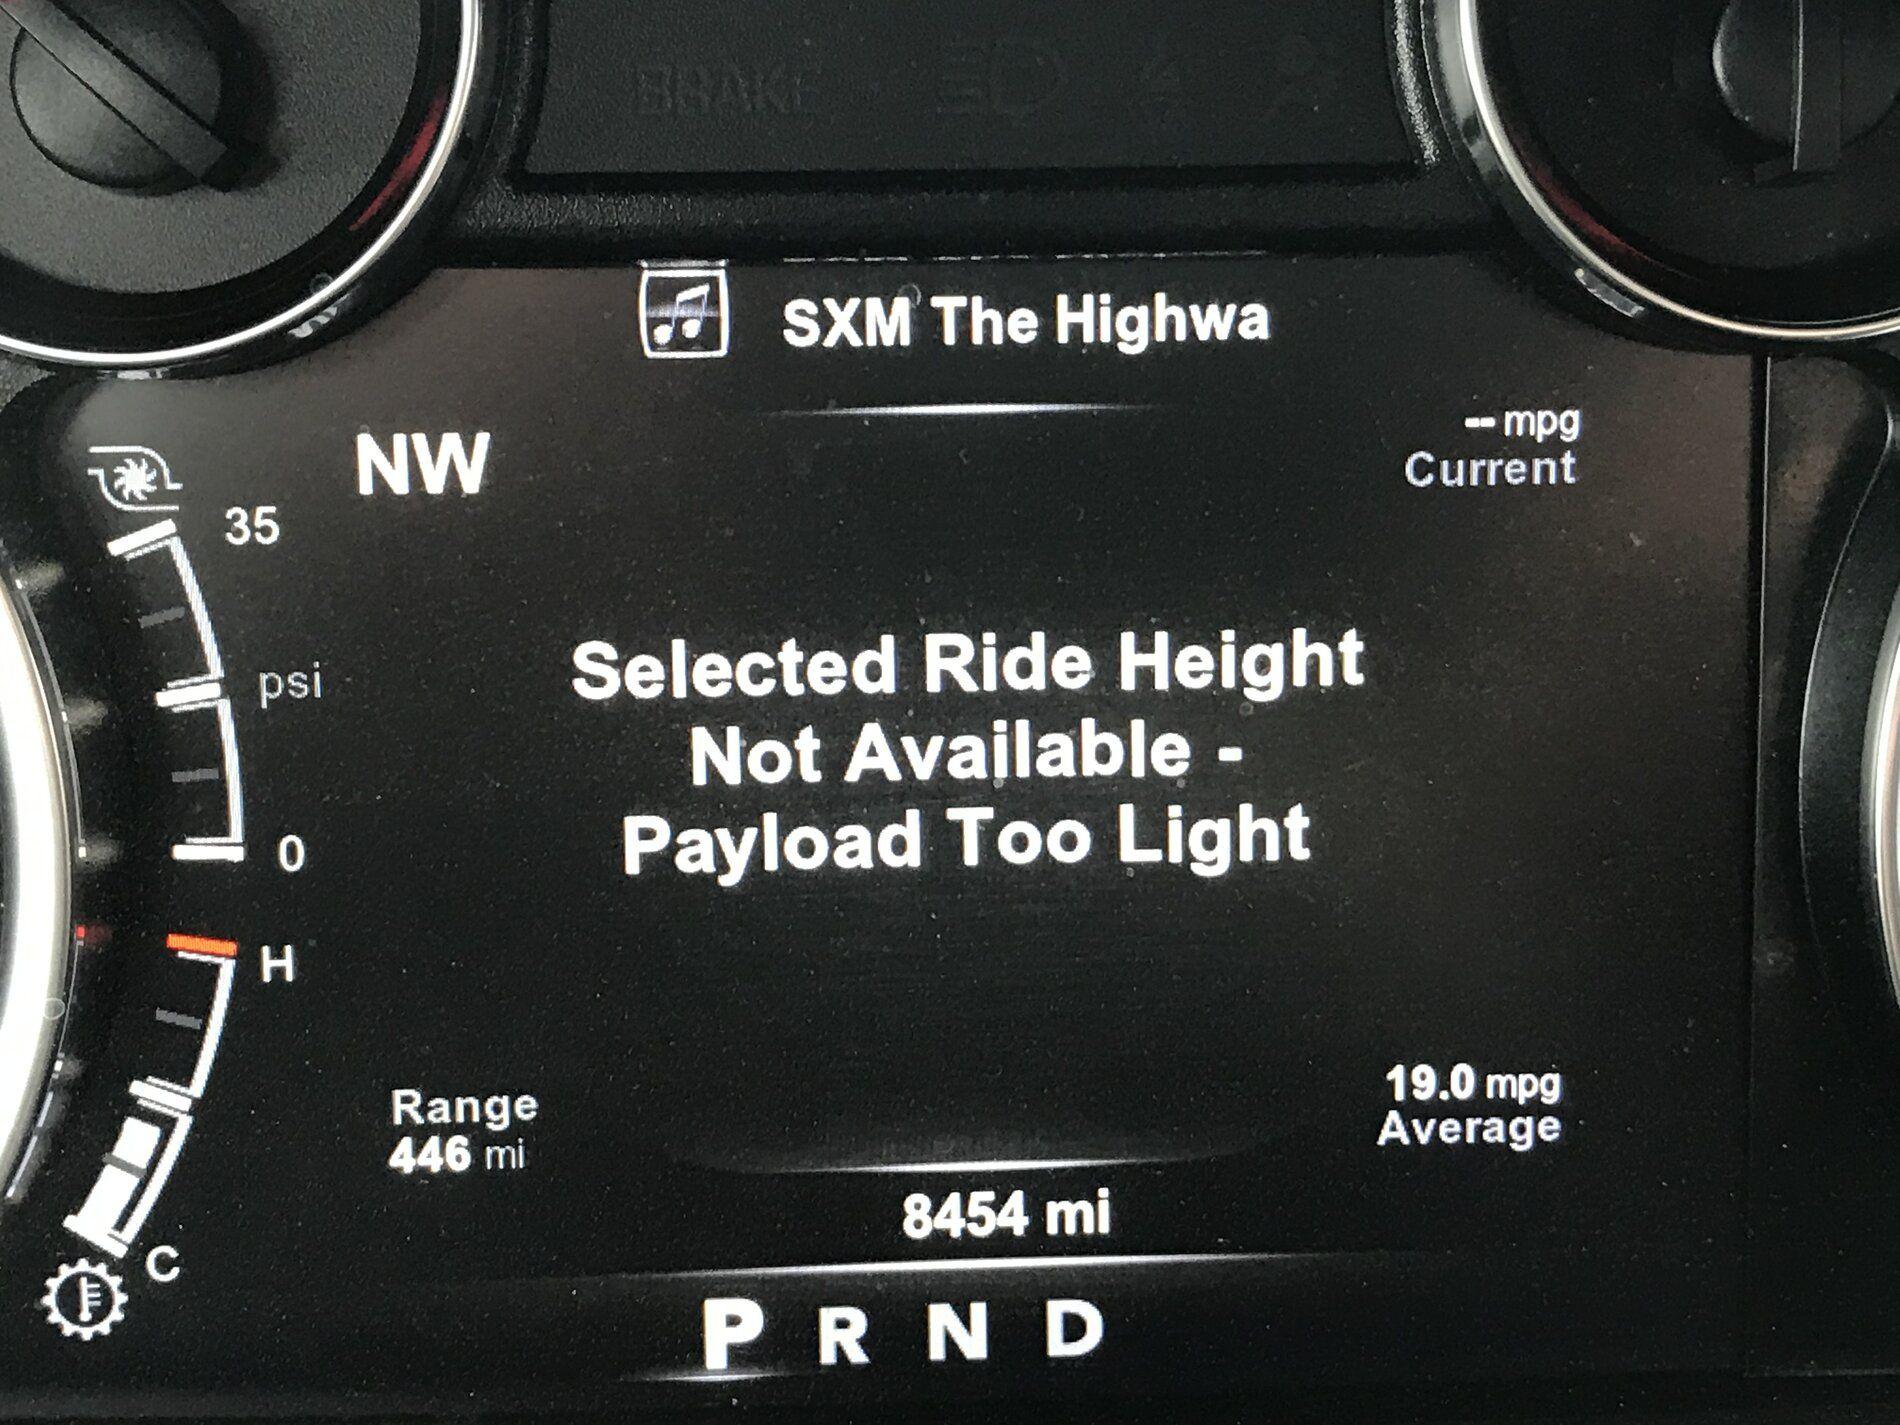 BRAKE
SXM The Highwa
-- mpg
Current
NW
35
psi
0
Selected Ride Height
Not Available -
Payload Too Light
H
Range
446 mi
C
19.0 mpg
Average
8454 mi
P R N D